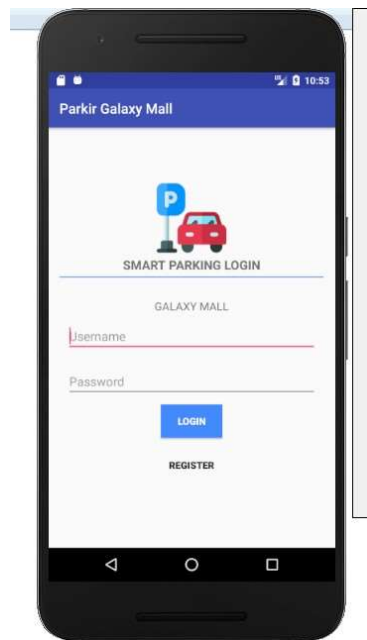 10:53
Parkir Galaxy Mall
P
SMART PARKING LOGIN
GALAXY MALL
Username
Password
LOGIN
REGISTER